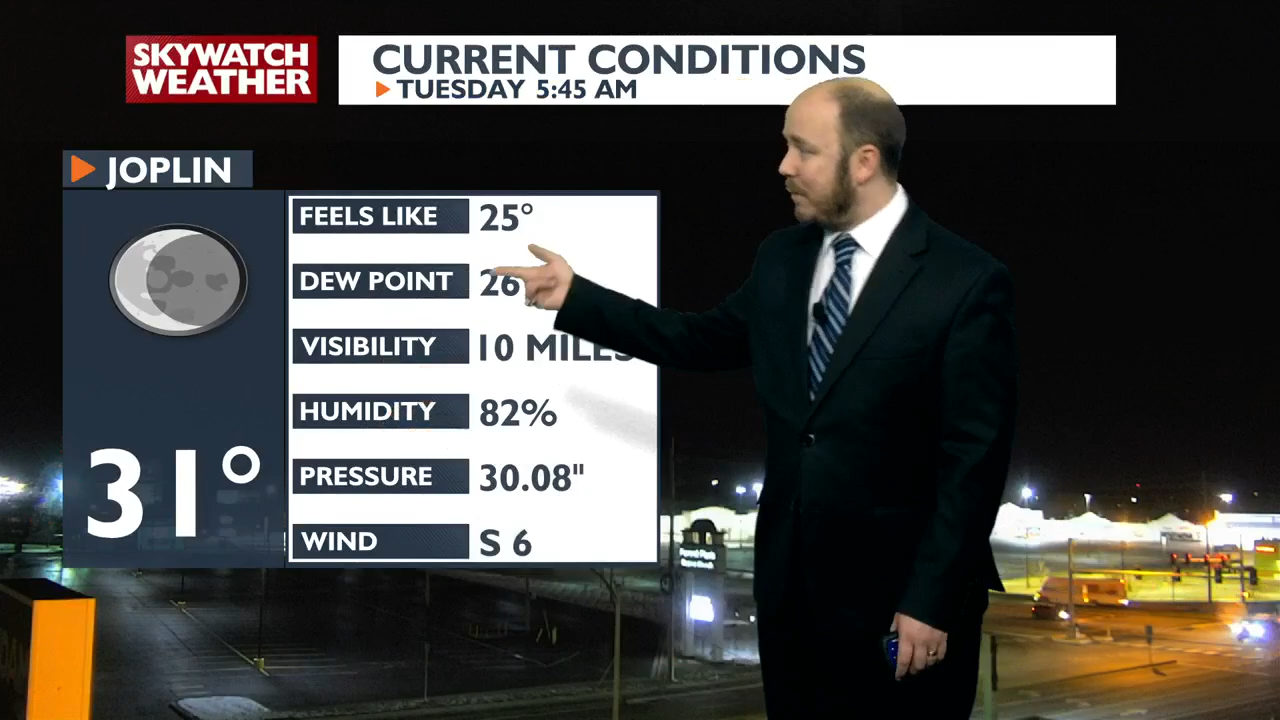 SKYWATCH
WEATHER
CURRENT CONDITIONS
TUESDAY 5:45 AM
JOPLIN
31°
FEELS LIKE 25°
DEW POINT 26
VISIBILITY 10 MILES
HUMIDITY 82%
PRESSURE 30.08"
WIND S 6